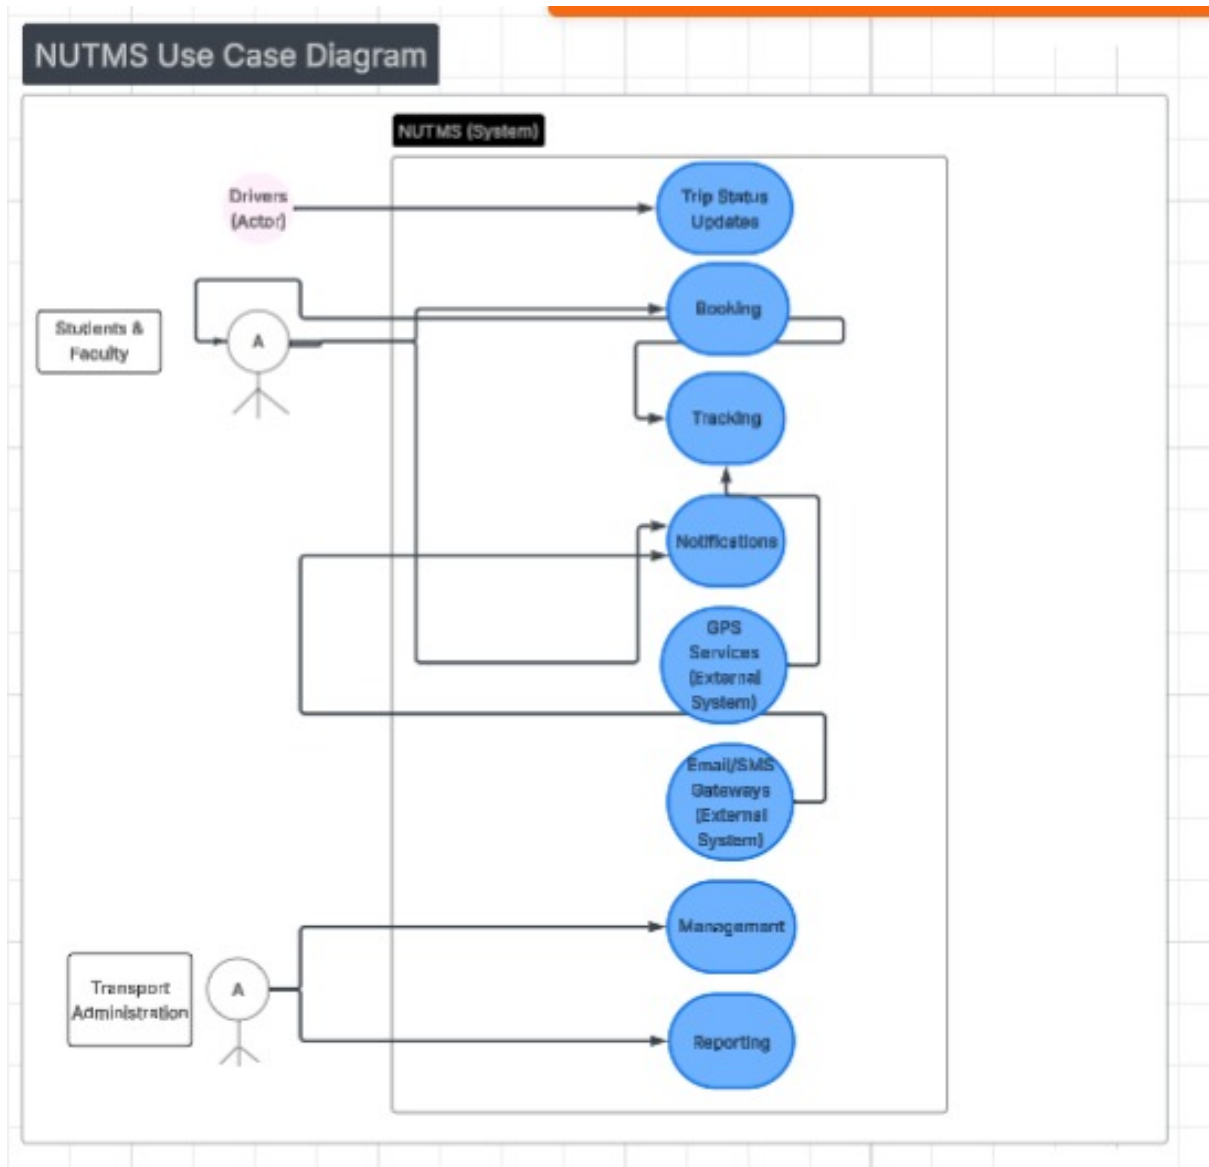 NUTMS Use Case Diagram
NUTMS (System)
Drivers
(Actor)
Trip Status
Updates
Booking
Students &
Faculty
A
Tracking
Notifications
GPS
Services
(External
System)
Email/SMS
Gateways
(External
System)
Management
Transport
Administration
A
Reporting